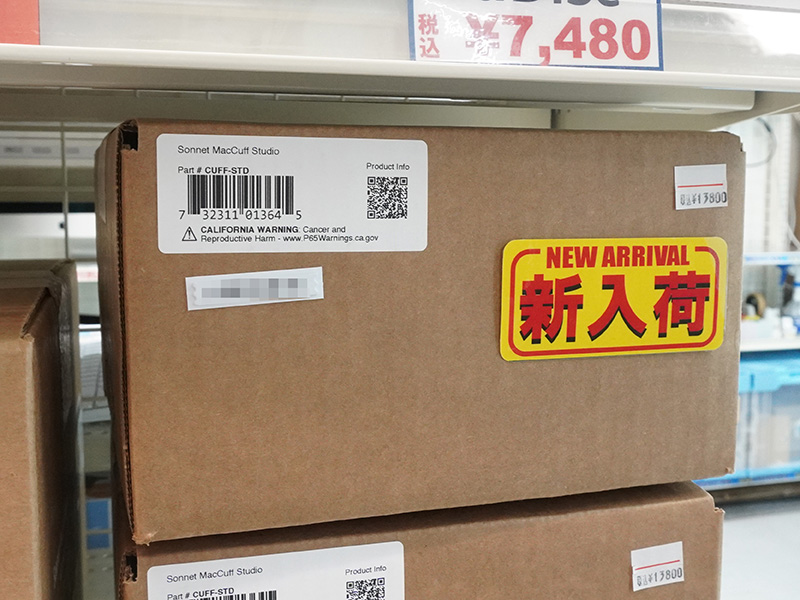 税込 ¥7,480
Sonnet MacCuff Studio
Part # CUFF-STD
Product Info
7 32311 01364 5
CALIFORNIA WARNING: Cancer and
Reproductive Harm - www.P65Warnings.ca.gov
¥13800
NEW ARRIVAL
新入荷
Sonnet MacCuff Studio
Product Info
Part # CUFF-STD
¥13800